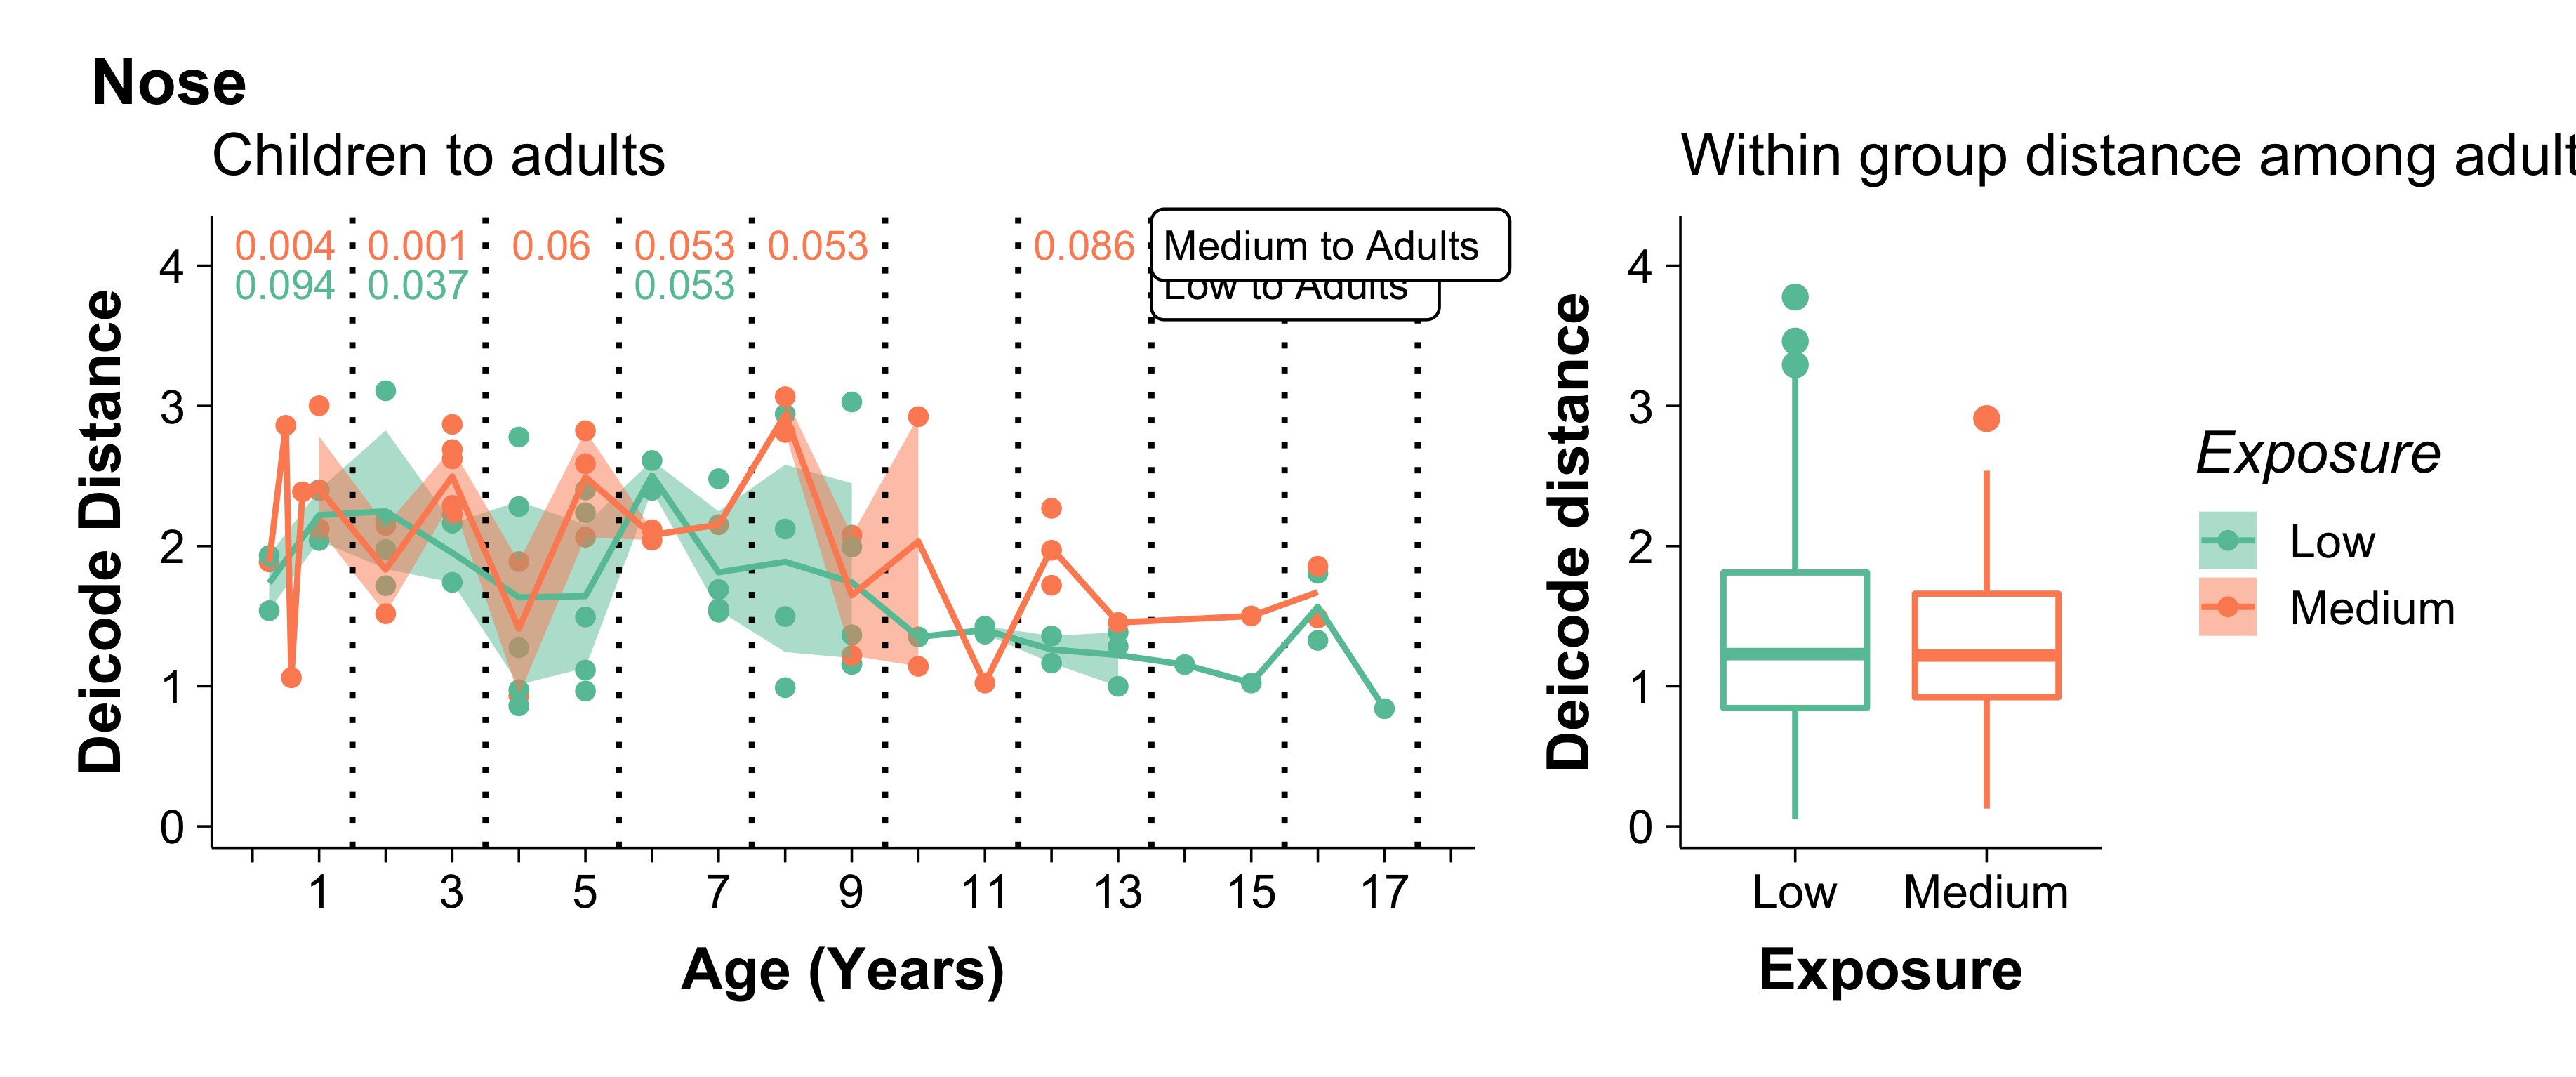 Nose
Children to adults
Within group distance among adult
0.004 0.001 0.06 0.053 0.053 0.086 Medium to Adults
0.094 0.037 0.053 Low to Adults
4
3
2
1
0
Deicode Distance
1 3 5 7 9 11 13 15 17
Age (Years)
4
3
2
1
0
Deicode distance
Low Medium
Exposure
Exposure
Low
Medium